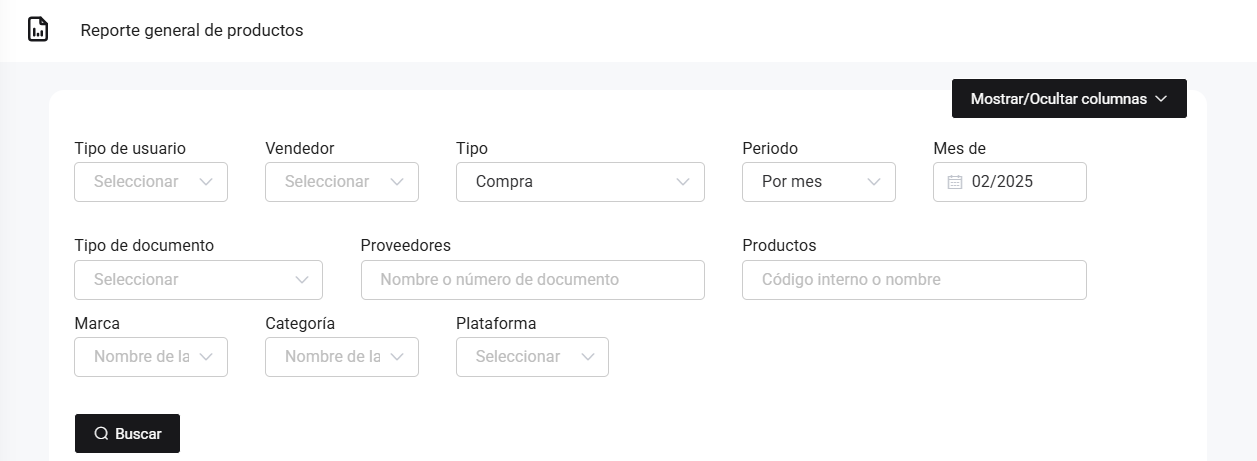 Reporte general de productos
Mostrar/Ocultar columnas
Tipo de usuario Vendedor Tipo Periodo Mes de
Seleccionar Seleccionar Compra Por mes 02/2025
Tipo de documento Proveedores Productos
Seleccionar Nombre o número de documento Código interno o nombre
Marca Categoría Plataforma
Nombre de la Nombre de la Seleccionar
Buscar